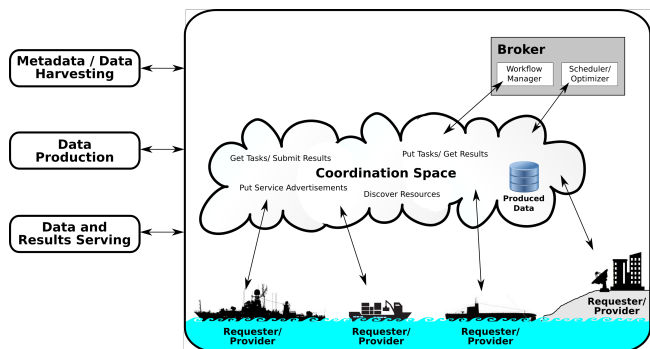 Metadata / Data
Harvesting
Data
Production
Data and
Results Serving
Broker
Workflow
Manager
Scheduler/
Optimizer
Get Tasks/ Submit Results
Put Tasks/ Get Results
Coordination Space
Put Service Advertisements
Discover Resources
Produced
Data
Requester/
Provider
Requester/
Provider
Requester/
Provider
Requester/
Provider